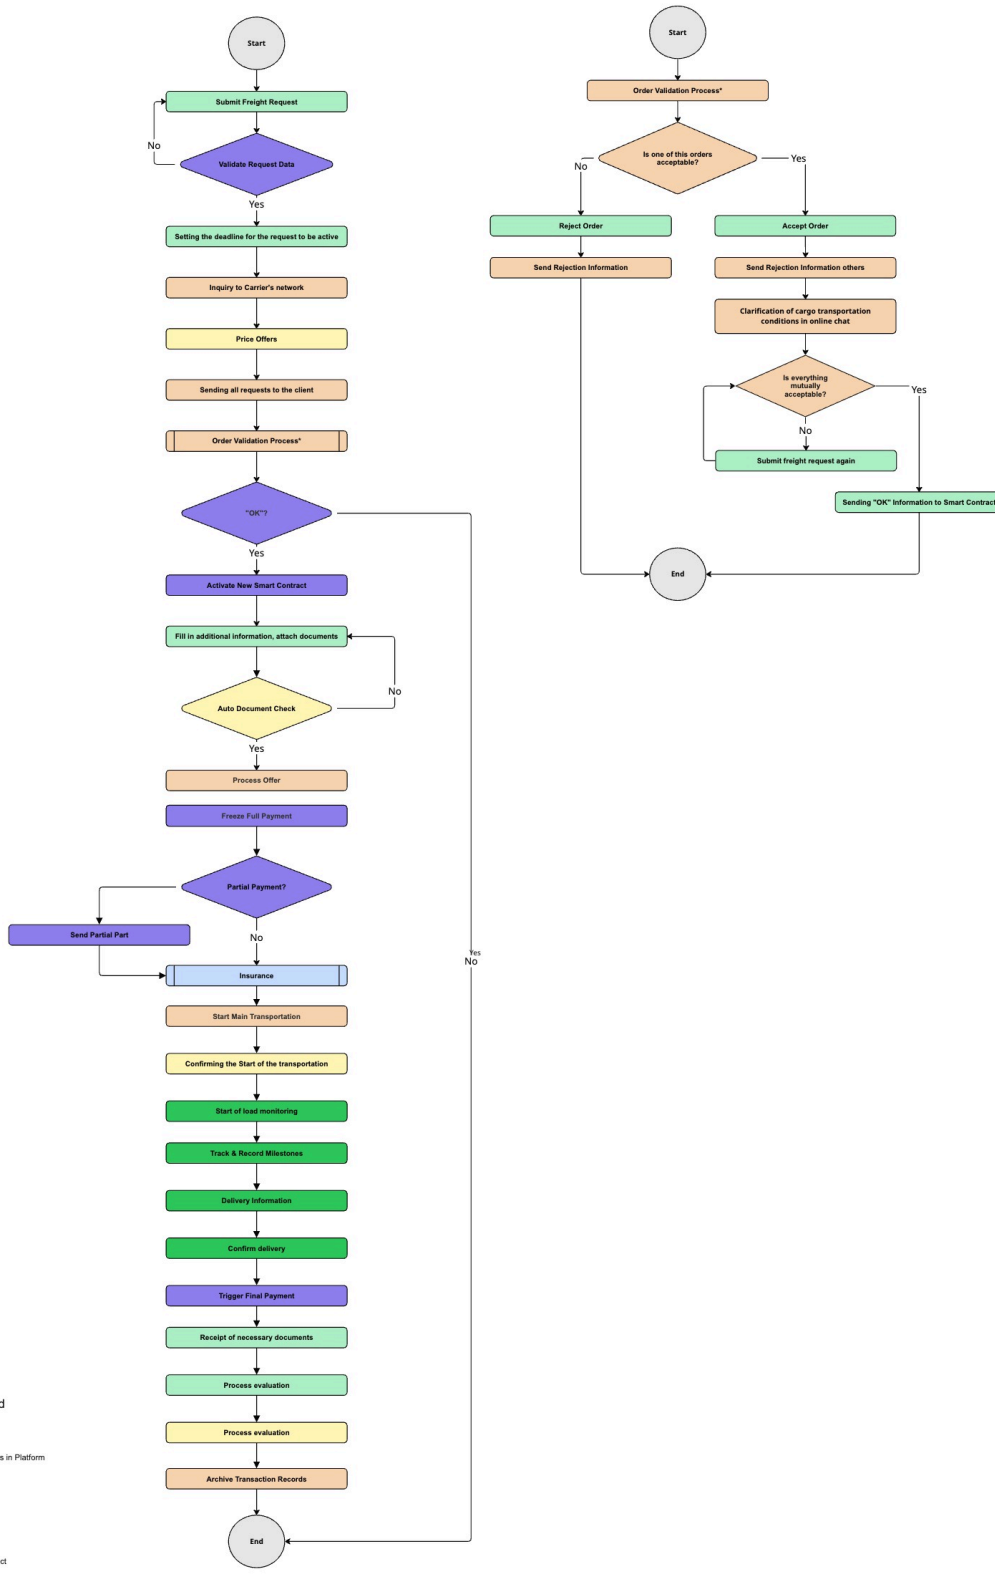 Start
Submit Freight Request
No
Validate Request Data
Yes
Setting the deadline for the request to be active
Inquiry to Carrier's network
Price Offers
Sending all requests to the client
Order Validation Process*
"OK"?
Yes
Activate New Smart Contract
Fill in additional information, attach documents
No
Auto Document Check
Yes
Process Offer
Freeze Full Payment
Partial Payment?
Send Partial Part
No
Yes
No
Insurance
Start Main Transportation
Confirming the Start of the transportation
Start of load monitoring
Track & Record Milestones
Delivery Information
Confirm delivery
Trigger Final Payment
Receipt of necessary documents
Process evaluation
Process evaluation
Archive Transaction Records
End
Start
Order Validation Process*
Is one of this orders
acceptable?
No
Yes
Reject Order
Accept Order
Send Rejection Information
Send Rejection Information others
Clarification of cargo transportation
conditions in online chat
Is everything
mutually
acceptable?
Yes
No
Submit freight request again
Sending "OK" Information to Smart Contract
End
d
s in Platform
ct